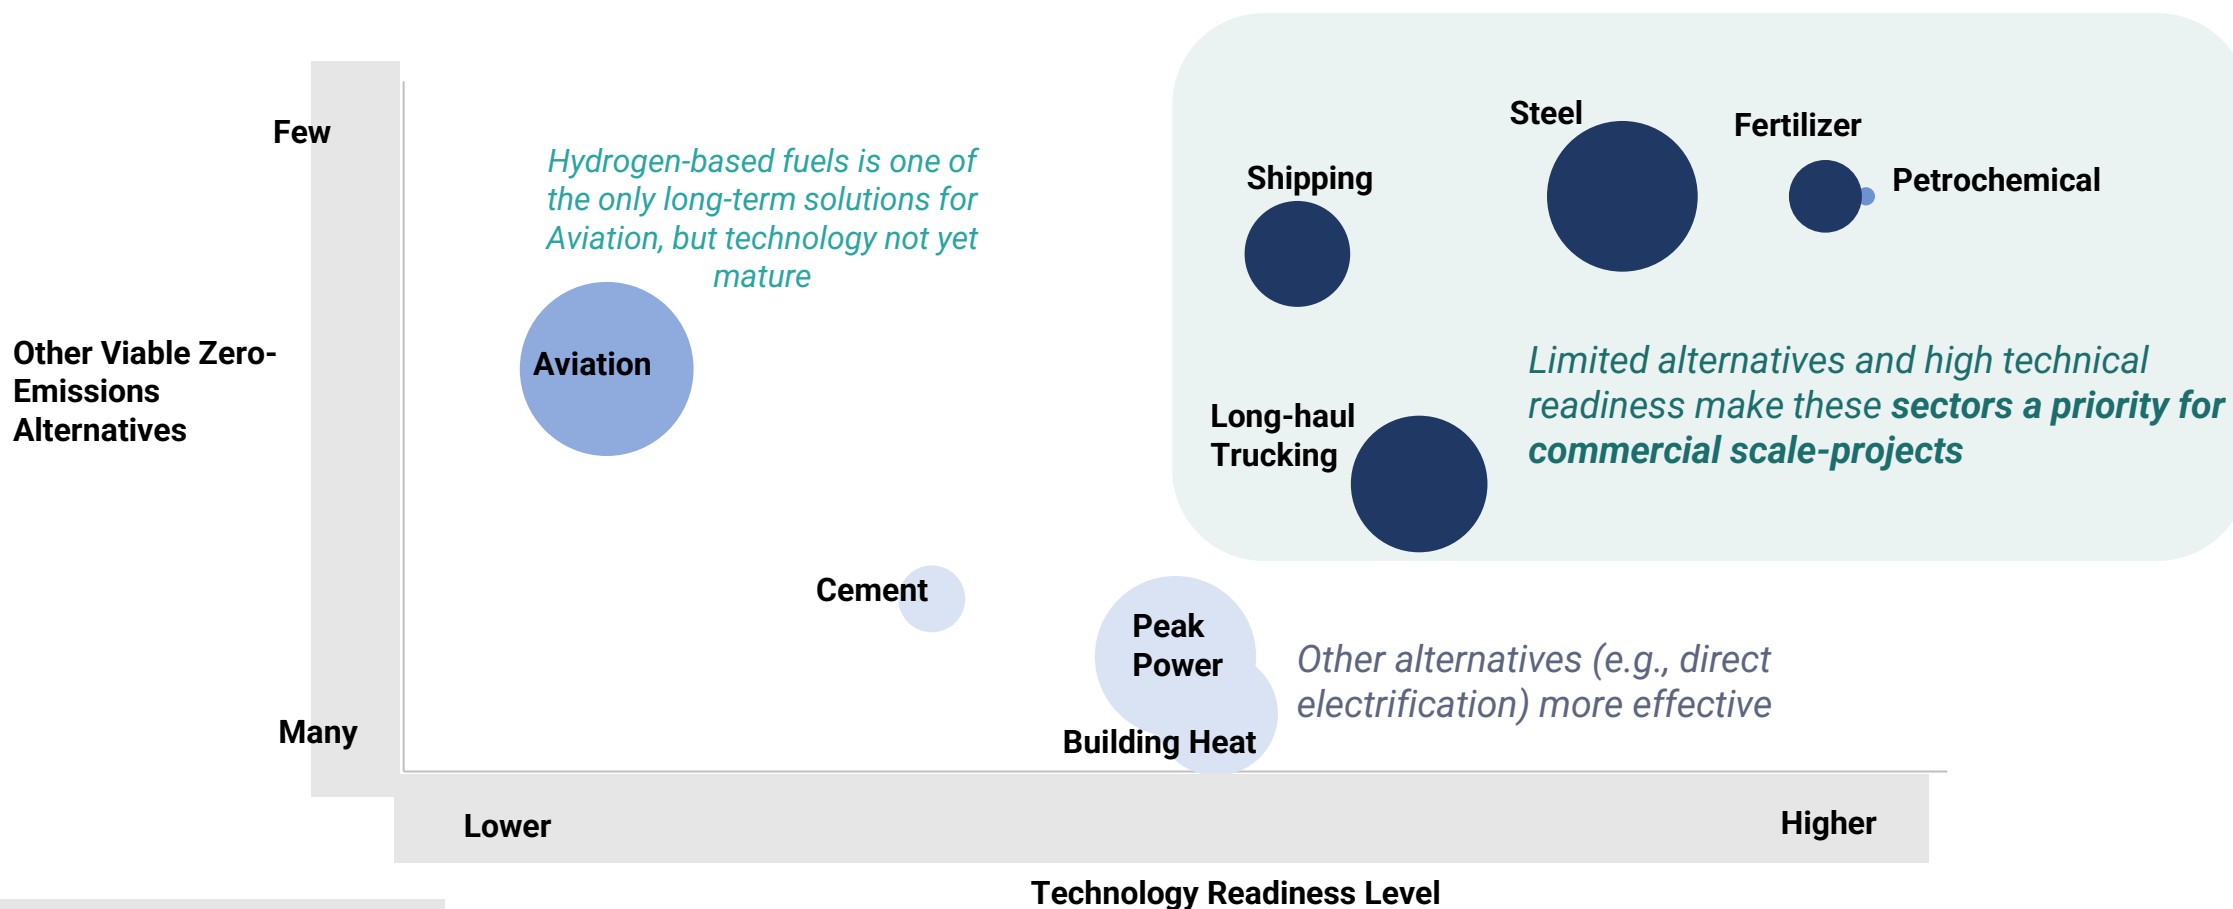 Few
Hydrogen-based fuels is one of
the only long-term solutions for
Aviation, but technology not yet
mature
Steel
Fertilizer
Shipping
Petrochemical
Other Viable Zero-
Emissions
Alternatives
Aviation
Limited alternatives and high technical
readiness make these sectors a priority for
commercial scale-projects
Long-haul
Trucking
Cement
Peak
Power
Other alternatives (e.g., direct
electrification) more effective
Many
Building Heat
Lower
Higher
Technology Readiness Level